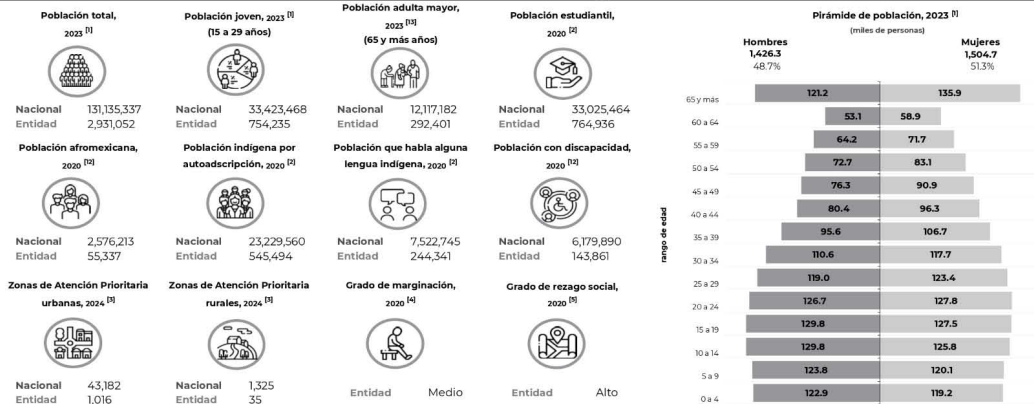 Población total,
2023 [1]
Nacional 131,135,337
Entidad 2,931,052
Población joven, 2023 [1]
(15 a 29 años)
Nacional 33,423,468
Entidad 754,235
Población adulta mayor,
2023 [13]
(65 y más años)
Nacional 12,117,182
Entidad 292,401
Población estudiantil,
2020 [2]
Nacional 33,025,464
Entidad 764,936
Población afromexicana,
2020 [12]
Nacional 2,576,213
Entidad 55,337
Población indígena por
autoadscripción, 2020 [2]
Nacional 23,229,560
Entidad 545,494
Población que habla alguna
lengua indígena, 2020 [2]
Nacional 7,522,745
Entidad 244,341
Población con discapacidad,
2020 [12]
Nacional 6,179,890
Entidad 143,861
Zonas de Atención Prioritaria
urbanas, 2024 [3]
Nacional 43,182
Entidad 1,016
Zonas de Atención Prioritaria
rurales, 2024 [3]
Nacional 1,325
Entidad 35
Grado de marginación,
2020 [4]
Entidad Medio
Grado de rezago social,
2020 [5]
Entidad Alto
Pirámide de población, 2023 [1]
(miles de personas)
Hombres
1,426.3
48.7%
Mujeres
1,504.7
51.3%
rango de edad
65 y más 121.2 135.9
60 a 64 53.1 58.9
55 a 59 64.2 71.7
50 a 54 72.7 83.1
45 a 49 76.3 90.9
40 a 44 80.4 96.3
35 a 39 95.6 106.7
30 a 34 110.6 117.7
25 a 29 119.0 123.4
20 a 24 126.7 127.8
15 a 19 129.8 127.5
10 a 14 129.8 125.8
5 a 9 123.8 120.1
0 a 4 122.9 119.2